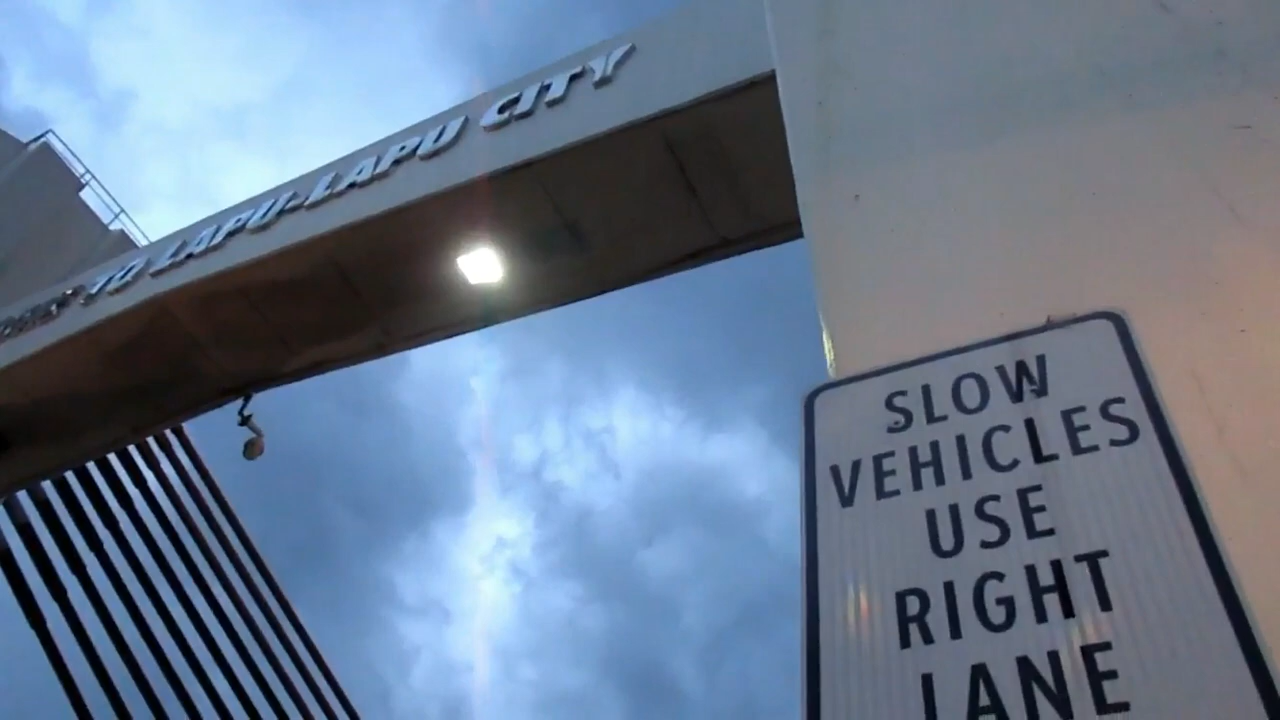 TO LAPU-LAPU CITY
SLOW
VEHICLES
USE
RIGHT
LANE